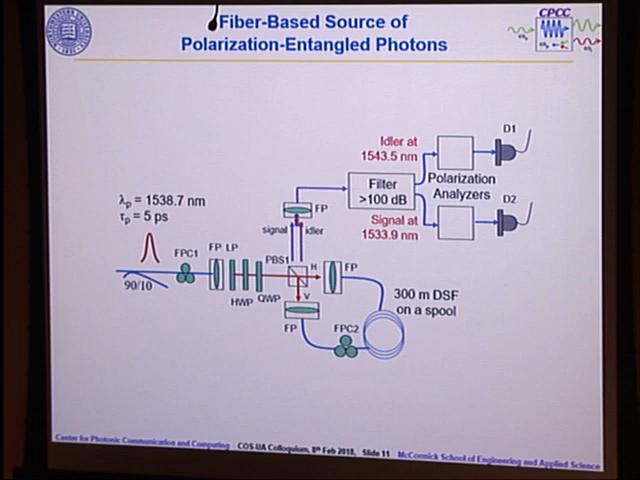 Fiber-Based Source of
Polarization-Entangled Photons
CPCC
D1
Idler at
1543.5 nm
Polarization
Analyzers
Filter
>100 dB
D2
Signal at
1533.9 nm
λp = 1538.7 nm
τp = 5 ps
FP
signal
idler
FPC1
FP LP
PBS1
H
FP
90/10
HWP
QWP
V
FP
FPC2
300 m DSF
on a spool
Center for Photonic Communication and Computing COS-UA Colloquium, 8th Feb 2018, Slide 11 McCormick School of Engineering and Applied Science